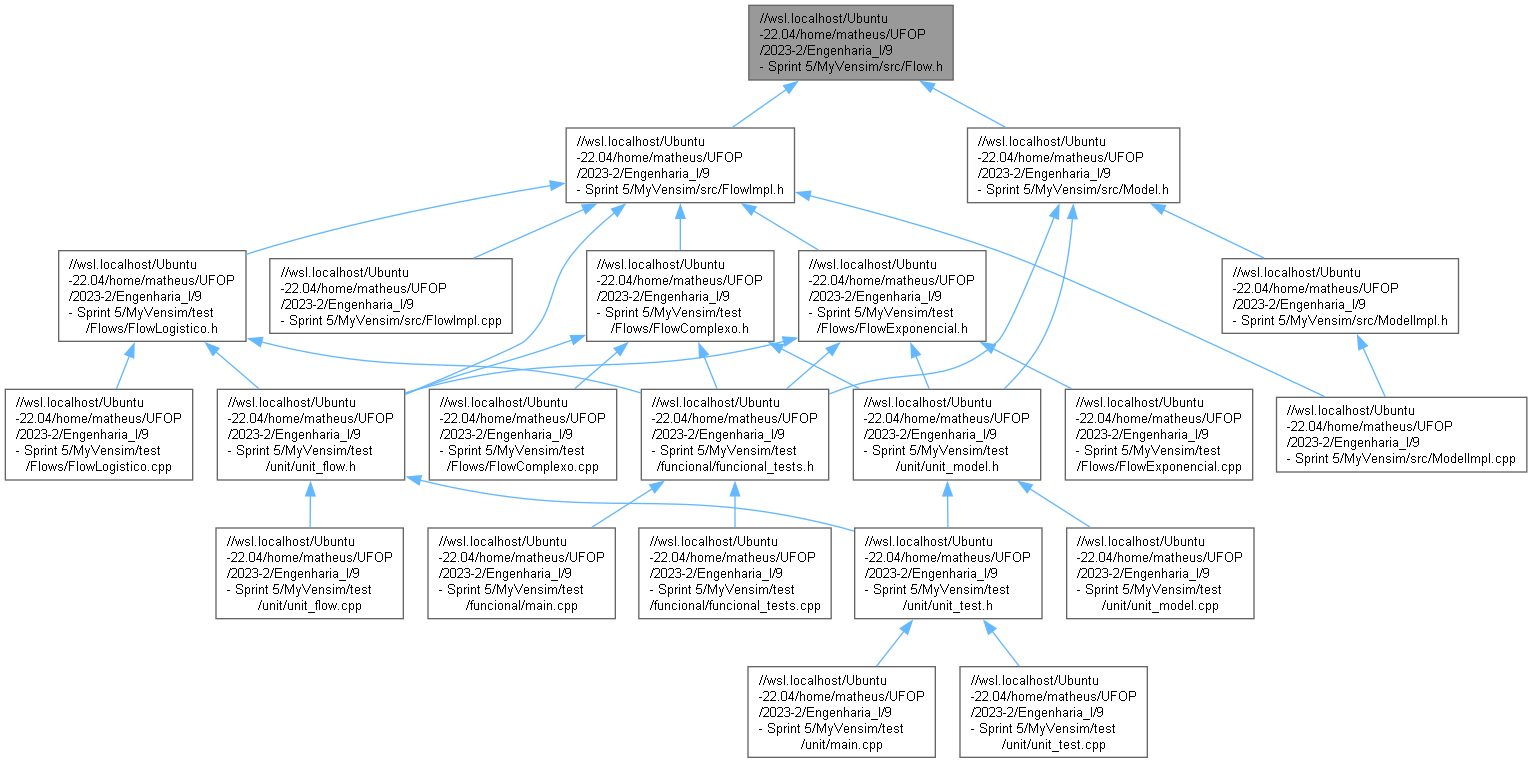 //wsl.localhost/Ubuntu
-22.04/home/matheus/UFOP
/2023-2/Engenharia_I/9
- Sprint 5/MyVensim/src/Flow.h
//wsl.localhost/Ubuntu
-22.04/home/matheus/UFOP
/2023-2/Engenharia_I/9
- Sprint 5/MyVensim/src/FlowImpl.h
//wsl.localhost/Ubuntu
-22.04/home/matheus/UFOP
/2023-2/Engenharia_I/9
- Sprint 5/MyVensim/src/Model.h
//wsl.localhost/Ubuntu
-22.04/home/matheus/UFOP
/2023-2/Engenharia_I/9
- Sprint 5/MyVensim/test
/Flows/FlowLogistico.h
//wsl.localhost/Ubuntu
-22.04/home/matheus/UFOP
/2023-2/Engenharia_I/9
- Sprint 5/MyVensim/src/FlowImpl.cpp
//wsl.localhost/Ubuntu
-22.04/home/matheus/UFOP
/2023-2/Engenharia_I/9
- Sprint 5/MyVensim/test
/Flows/FlowComplexo.h
//wsl.localhost/Ubuntu
-22.04/home/matheus/UFOP
/2023-2/Engenharia_I/9
- Sprint 5/MyVensim/test
/Flows/FlowExponencial.h
//wsl.localhost/Ubuntu
-22.04/home/matheus/UFOP
/2023-2/Engenharia_I/9
- Sprint 5/MyVensim/src/ModelImpl.h
//wsl.localhost/Ubuntu
-22.04/home/matheus/UFOP
/2023-2/Engenharia_I/9
- Sprint 5/MyVensim/test
/Flows/FlowLogistico.cpp
//wsl.localhost/Ubuntu
-22.04/home/matheus/UFOP
/2023-2/Engenharia_I/9
- Sprint 5/MyVensim/test
/unit/unit_flow.h
//wsl.localhost/Ubuntu
-22.04/home/matheus/UFOP
/2023-2/Engenharia_I/9
- Sprint 5/MyVensim/test
/Flows/FlowComplexo.cpp
//wsl.localhost/Ubuntu
-22.04/home/matheus/UFOP
/2023-2/Engenharia_I/9
- Sprint 5/MyVensim/test
/funcional/funcional_tests.h
//wsl.localhost/Ubuntu
-22.04/home/matheus/UFOP
/2023-2/Engenharia_I/9
- Sprint 5/MyVensim/test
/unit/unit_model.h
//wsl.localhost/Ubuntu
-22.04/home/matheus/UFOP
/2023-2/Engenharia_I/9
- Sprint 5/MyVensim/test
/Flows/FlowExponencial.cpp
//wsl.localhost/Ubuntu
-22.04/home/matheus/UFOP
/2023-2/Engenharia_I/9
- Sprint 5/MyVensim/src/ModelImpl.cpp
//wsl.localhost/Ubuntu
-22.04/home/matheus/UFOP
/2023-2/Engenharia_I/9
- Sprint 5/MyVensim/test
/unit/unit_flow.cpp
//wsl.localhost/Ubuntu
-22.04/home/matheus/UFOP
/2023-2/Engenharia_I/9
- Sprint 5/MyVensim/test
/funcional/main.cpp
//wsl.localhost/Ubuntu
-22.04/home/matheus/UFOP
/2023-2/Engenharia_I/9
- Sprint 5/MyVensim/test
/funcional/funcional_tests.cpp
//wsl.localhost/Ubuntu
-22.04/home/matheus/UFOP
/2023-2/Engenharia_I/9
- Sprint 5/MyVensim/test
/unit/unit_test.h
//wsl.localhost/Ubuntu
-22.04/home/matheus/UFOP
/2023-2/Engenharia_I/9
- Sprint 5/MyVensim/test
/unit/unit_model.cpp
//wsl.localhost/Ubuntu
-22.04/home/matheus/UFOP
/2023-2/Engenharia_I/9
- Sprint 5/MyVensim/test
/unit/main.cpp
//wsl.localhost/Ubuntu
-22.04/home/matheus/UFOP
/2023-2/Engenharia_I/9
- Sprint 5/MyVensim/test
/unit/unit_test.cpp